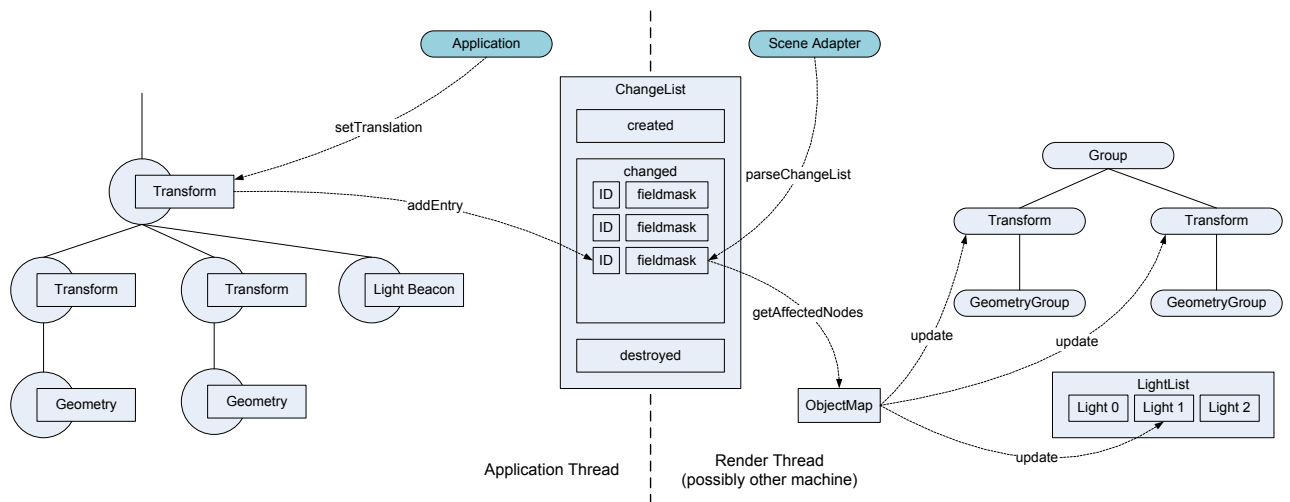 Application
Scene Adapter
ChangeList
created
setTranslation
changed
parseChangeList
Group
Transform
ID fieldmask
addEntry
ID fieldmask
Transform
Transform
ID fieldmask
Transform
Transform
Light Beacon
GeometryGroup
GeometryGroup
getAffectedNodes
update
update
destroyed
LightList
Geometry
Geometry
ObjectMap
Light 0
Light 1
Light 2
update
Application Thread
Render Thread
(possibly other machine)